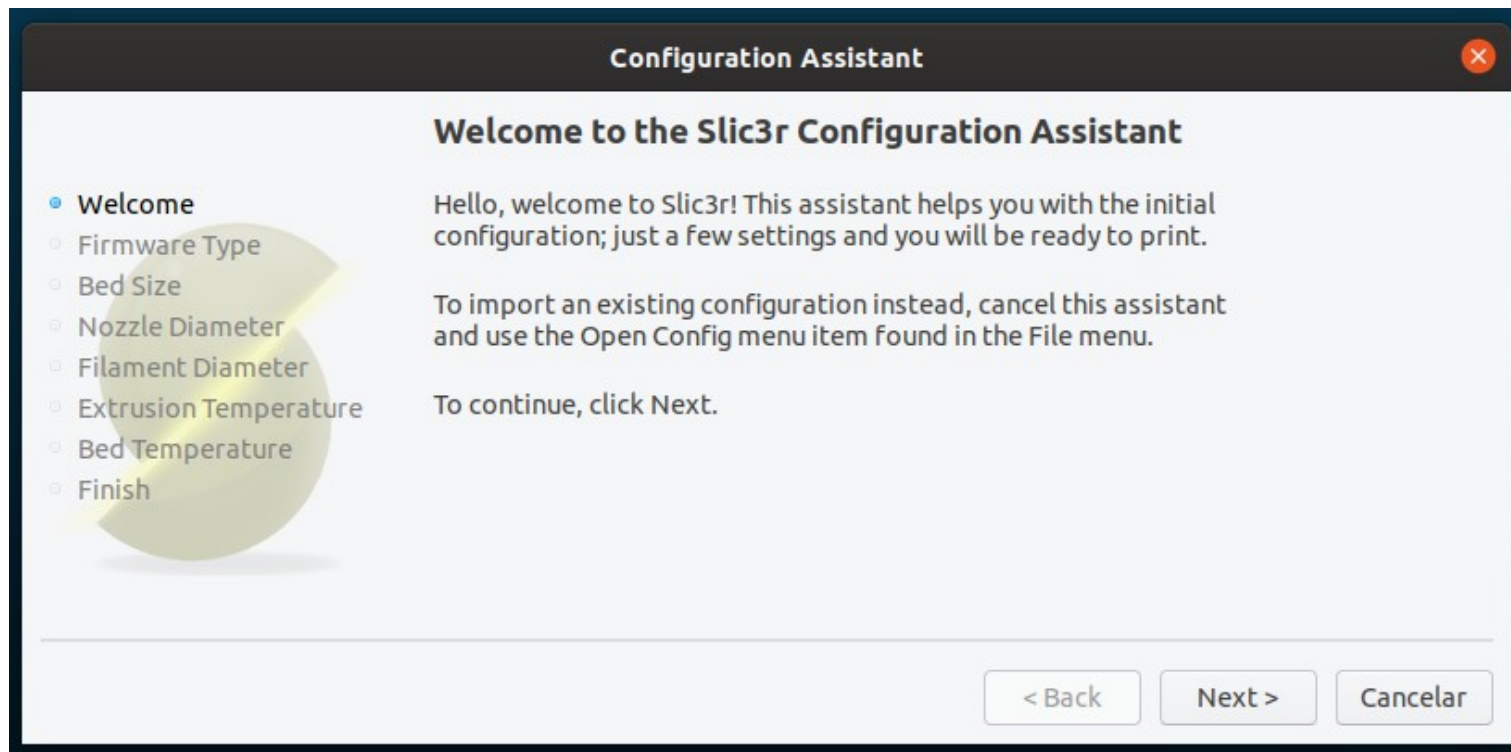 Configuration Assistant
Welcome to the Slic3r Configuration Assistant
Welcome
Firmware Type
Bed Size
Nozzle Diameter
Filament Diameter
Extrusion Temperature
Bed Temperature
Finish
Hello, welcome to Slic3r! This assistant helps you with the initial
configuration; just a few settings and you will be ready to print.
To import an existing configuration instead, cancel this assistant
and use the Open Config menu item found in the File menu.
To continue, click Next.
< Back
Next >
Cancelar